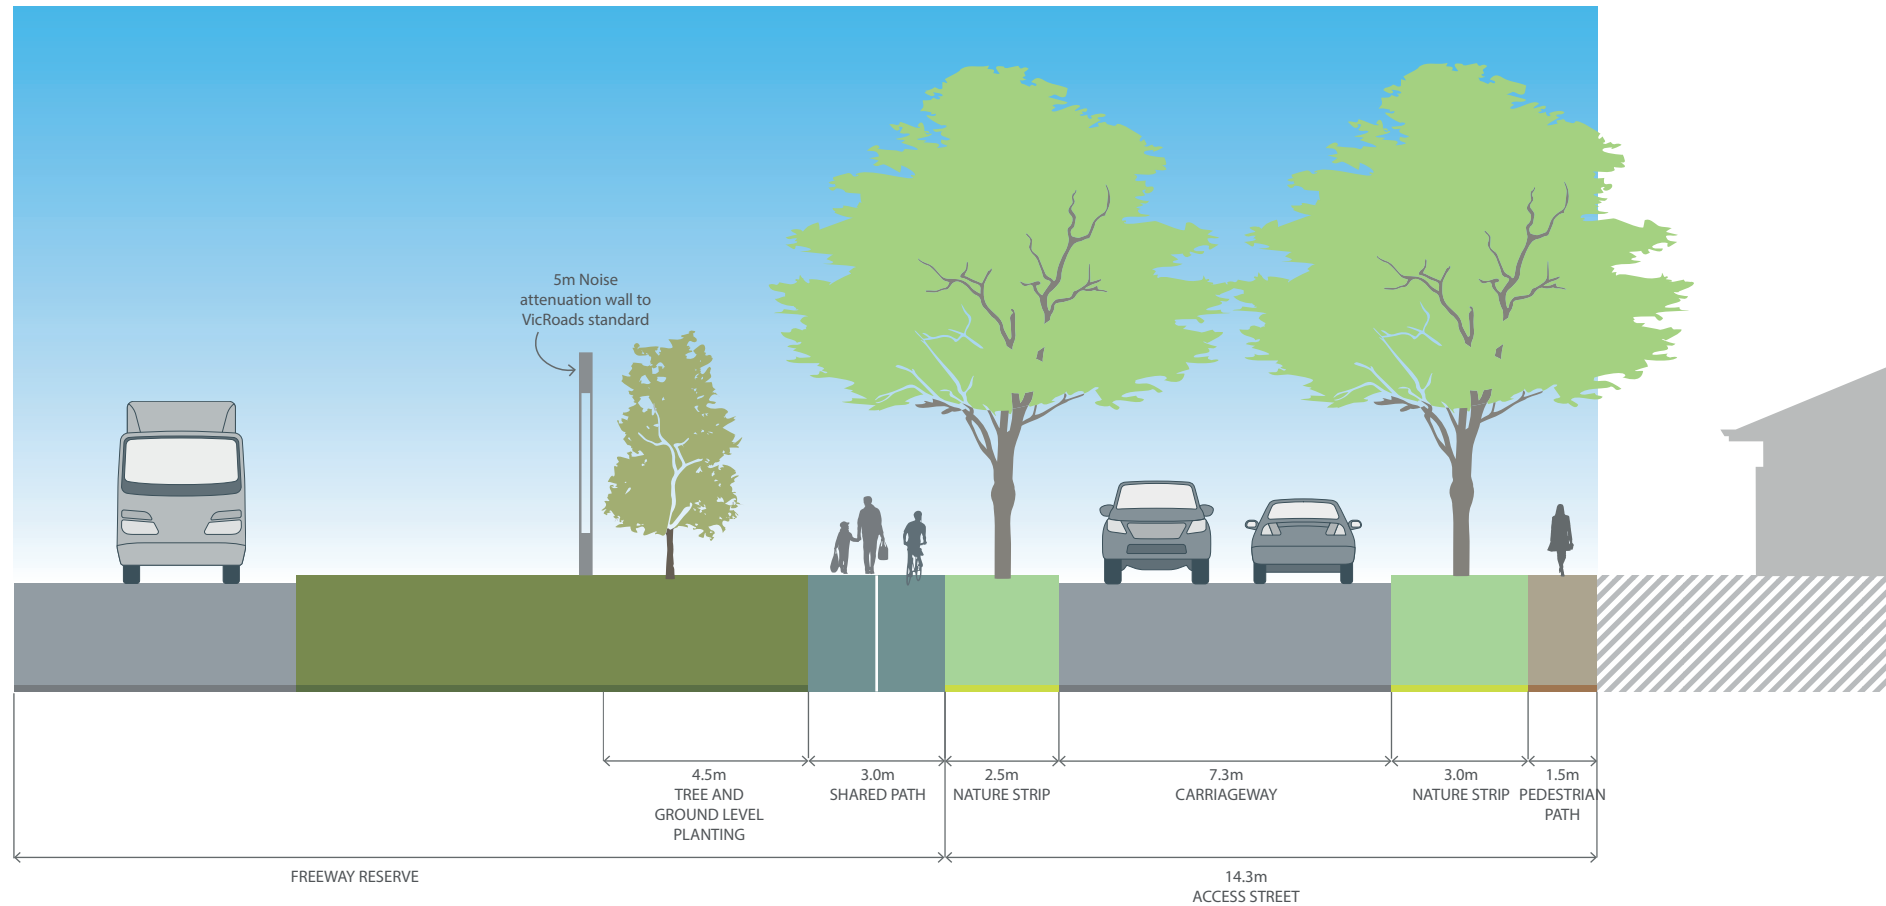 5m Noise
attenuation wall to
VicRoads standard
4.5m
TREE AND
GROUND LEVEL
PLANTING
3.0m
SHARED PATH
2.5m
NATURE STRIP
7.3m
CARRIAGEWAY
3.0m
NATURE STRIP
1.5m
PEDESTRIAN
PATH
FREEWAY RESERVE
14.3m
ACCESS STREET